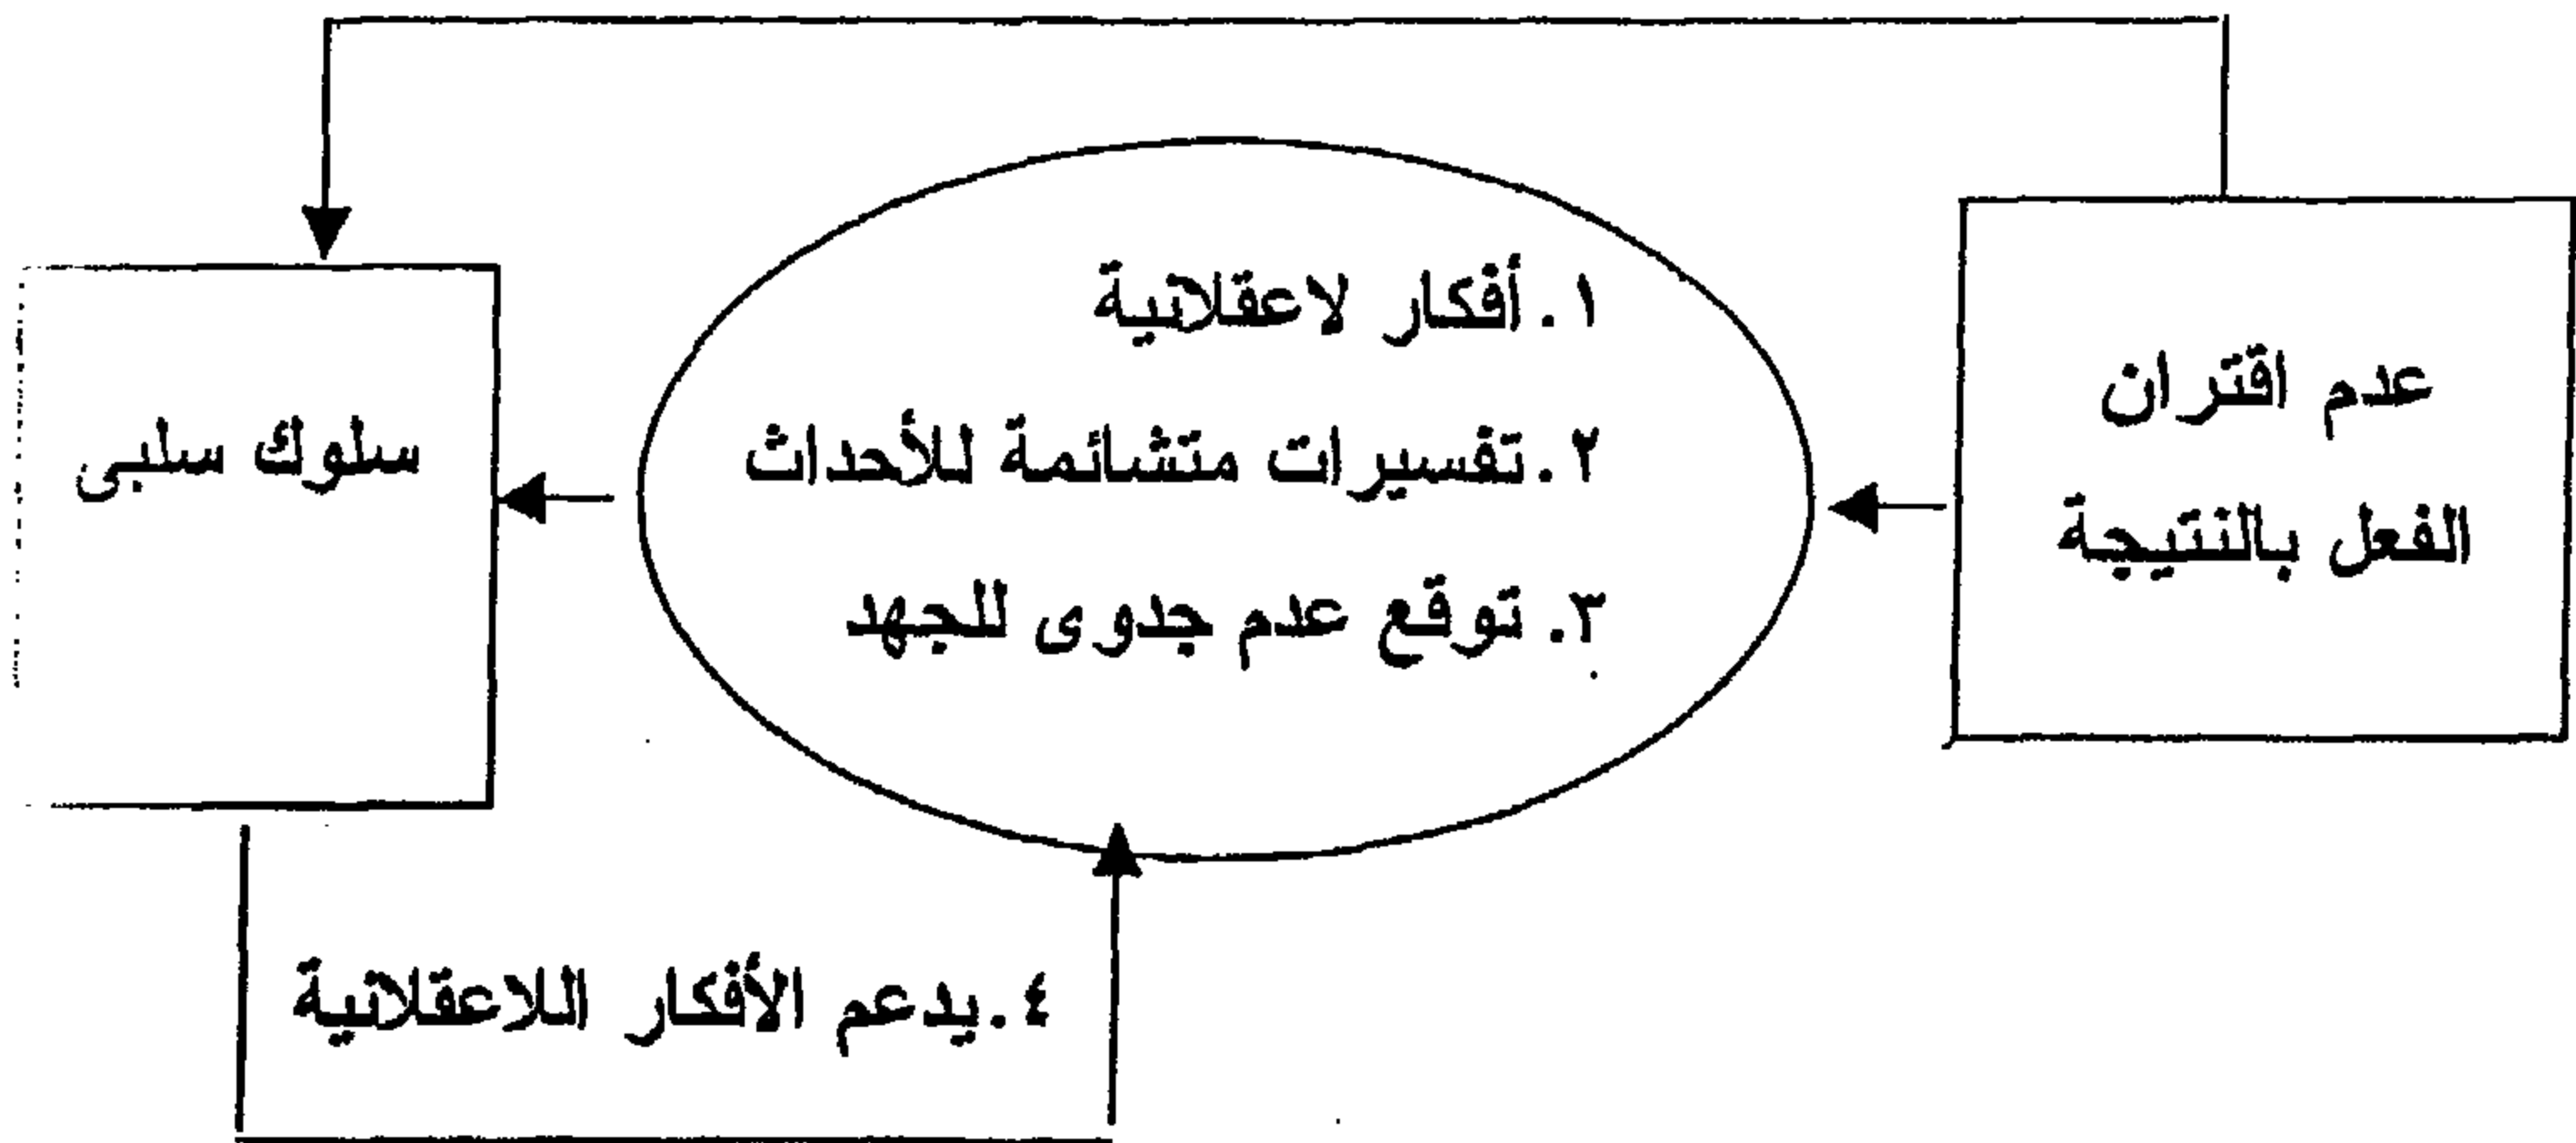 عدم اقتران
الفعل بالنتيجة
١. أفكار لاعقلانية
٢. تفسيرات متشائمة للأحداث
٣. توقع عدم جدوى للجهد
سلوك سلبى
٤. يدعم الأفكار اللاعقلانية